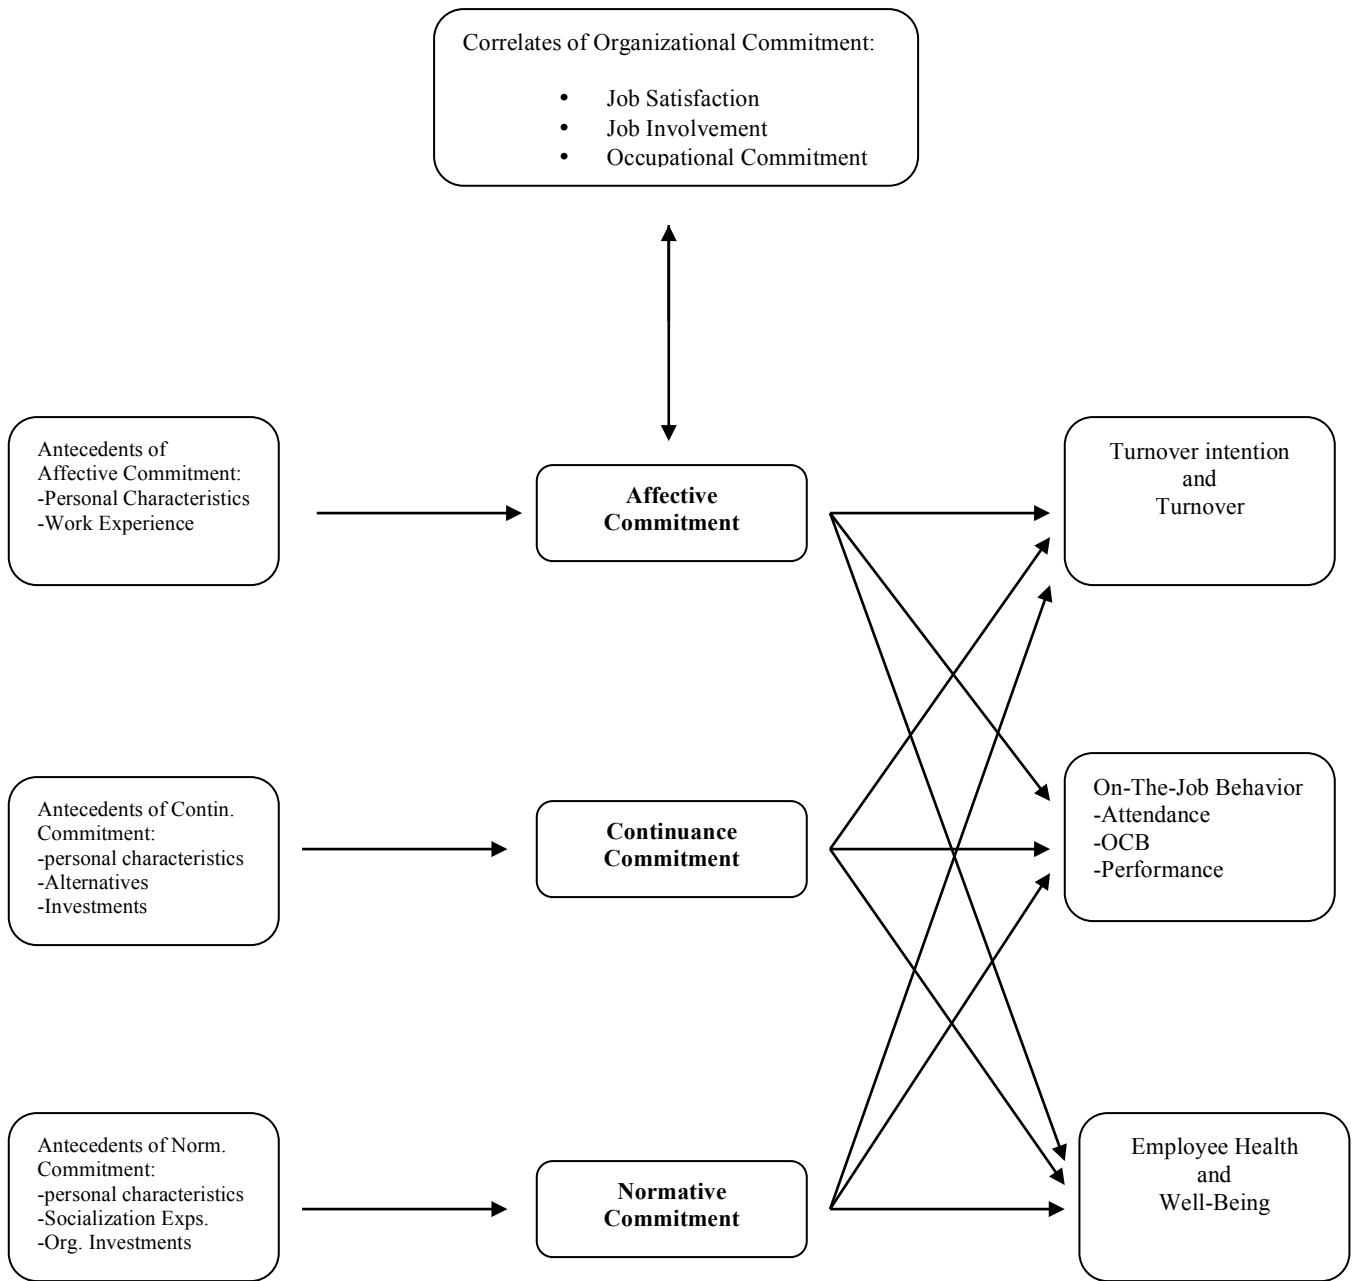 Correlates of Organizational Commitment:
• Job Satisfaction
• Job Involvement
• Occupational Commitment
Antecedents of
Affective Commitment:
-Personal Characteristics
-Work Experience
Affective
Commitment
Turnover intention
and
Turnover
Antecedents of Contin.
Commitment:
-personal characteristics
-Alternatives
-Investments
Continuance
Commitment
On-The-Job Behavior
-Attendance
-OCB
-Performance
Antecedents of Norm.
Commitment:
-personal characteristics
-Socialization Exps.
-Org. Investments
Normative
Commitment
Employee Health
and
Well-Being